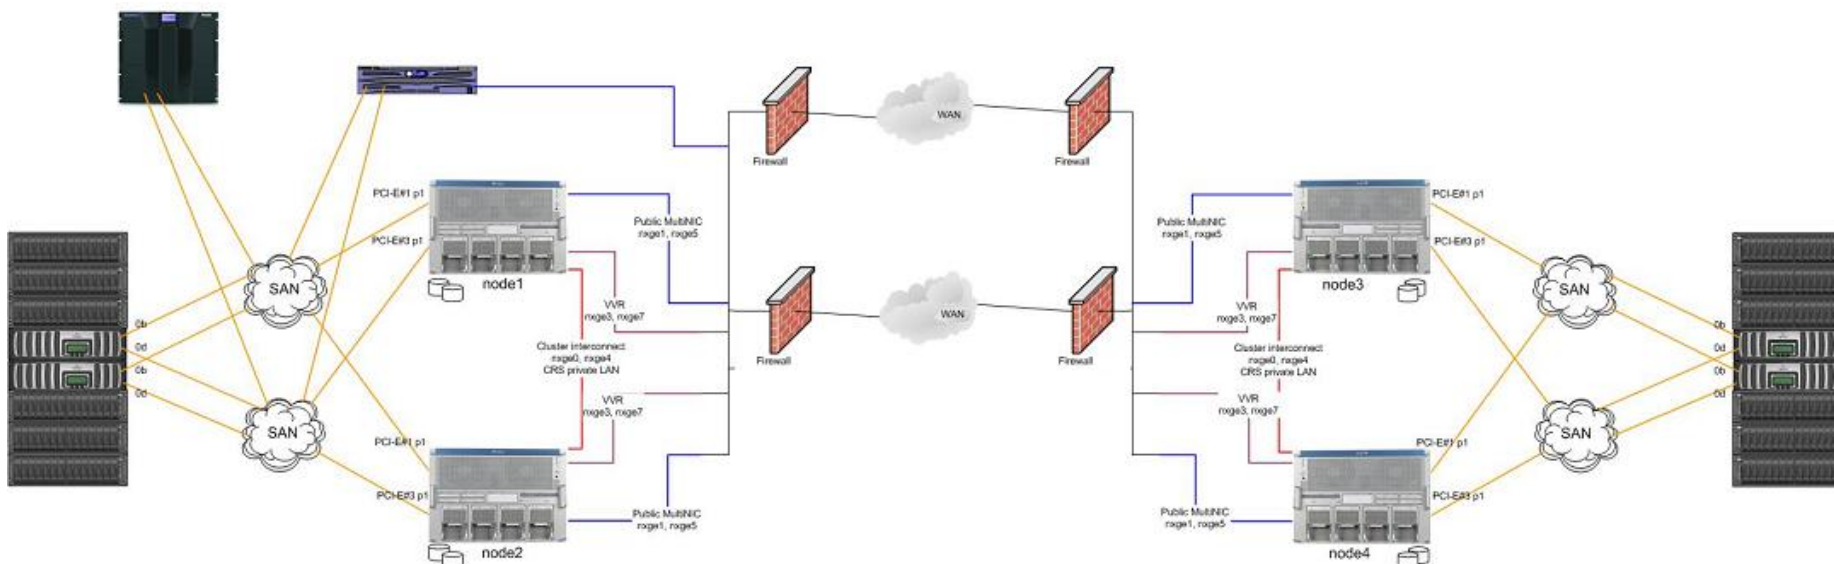 WAN
WAN
Firewall
Firewall
PCI-E#1 p1
PCI-E#1 p1
Public MultiNIC
nxge1, nxge5
Public MultiNIC
nxge1, nxge5
PCI-E#3 p1
PCI-E#3 p1
SAN
node1
node3
SAN
VVR
nxge3, nxge7
VVR
nxge3, nxge7
WAN
WAN
0b
0d
0b
0d
Cluster interconnect
nxge0, nxge4
CRS private LAN
Firewall
Firewall
Cluster interconnect
nxge0, nxge4
CRS private LAN
0b
0d
0b
0d
VVR
nxge3, nxge7
VVR
nxge3, nxge7
SAN
SAN
PCI-E#1 p1
PCI-E#1 p1
PCI-E#3 p1
PCI-E#3 p1
Public MultiNIC
nxge1, nxge5
Public MultiNIC
nxge1, nxge5
node2
node4